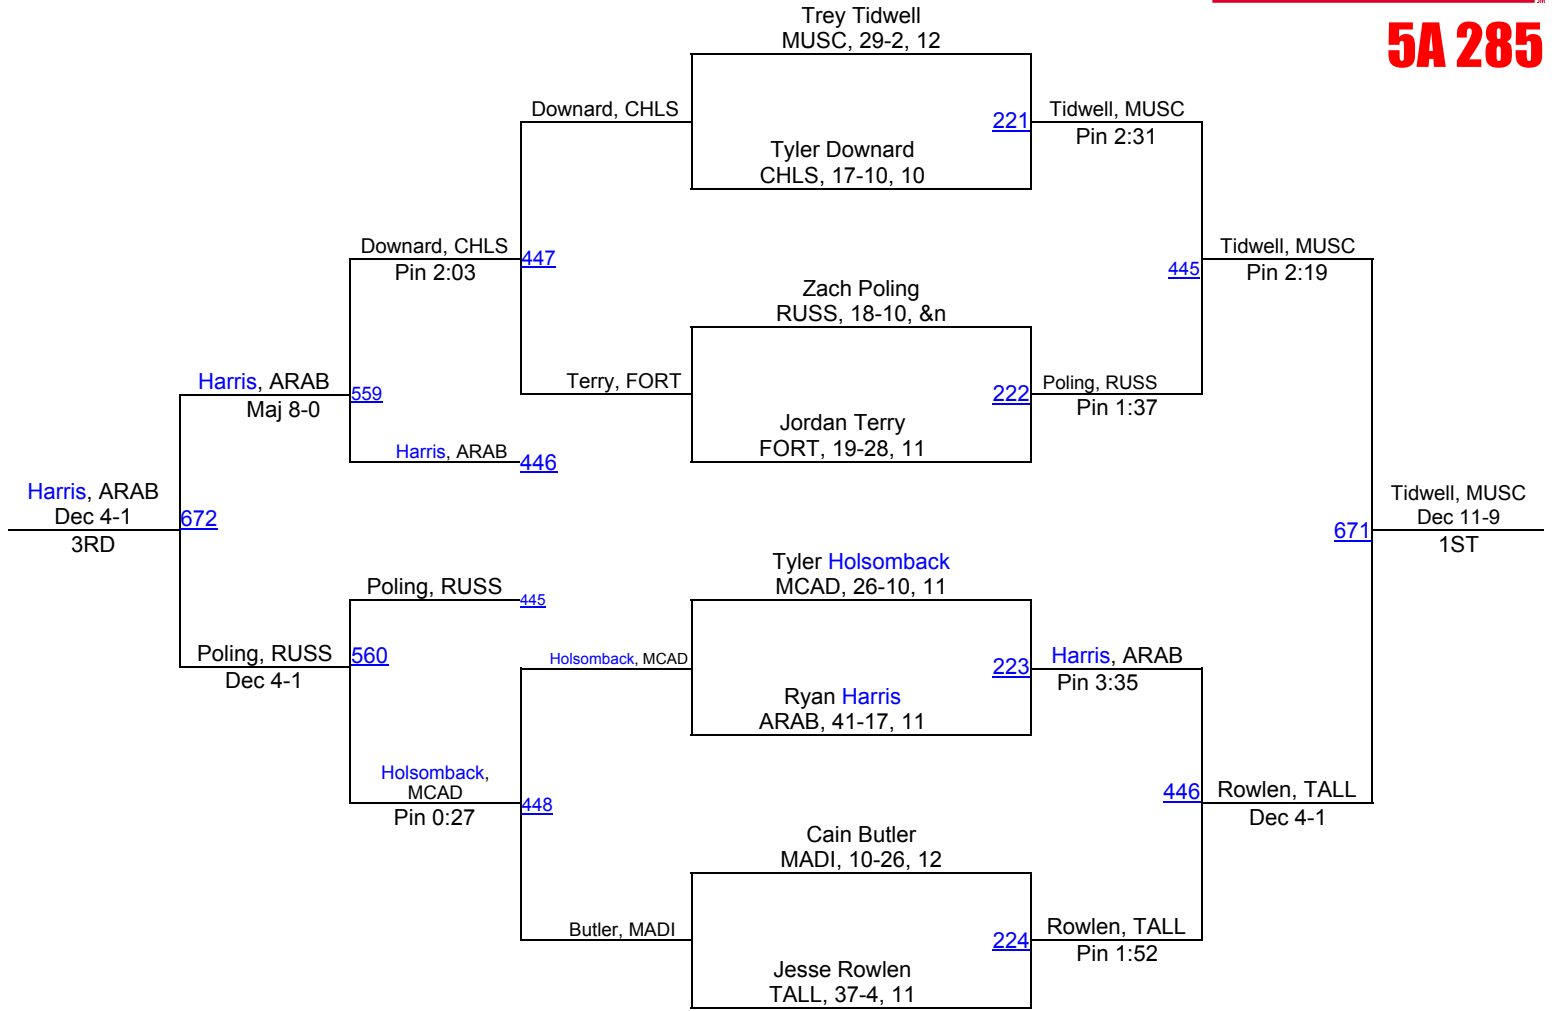 5A 285
Trey Tidwell
MUSC, 29-2, 12
Downard, CHLS
221
Tidwell, MUSC
Pin 2:31
Tyler Downard
CHLS, 17-10, 10
Downard, CHLS
Pin 2:03
447
445
Tidwell, MUSC
Pin 2:19
Zach Poling
RUSS, 18-10, &n
Harris, ARAB
Maj 8-0
559
Terry, FORT
222
Poling, RUSS
Pin 1:37
Jordan Terry
FORT, 19-28, 11
Harris, ARAB
446
Harris, ARAB
Dec 4-1
3RD
672
671
Tidwell, MUSC
Dec 11-9
1ST
Tyler Holsomback
MCAD, 26-10, 11
Poling, RUSS
445
Poling, RUSS
Dec 4-1
560
Holsomback, MCAD
223
Harris, ARAB
Pin 3:35
Ryan Harris
ARAB, 41-17, 11
Holsomback,
MCAD
Pin 0:27
448
446
Rowlen, TALL
Dec 4-1
Cain Butler
MADI, 10-26, 12
Butler, MADI
224
Rowlen, TALL
Pin 1:52
Jesse Rowlen
TALL, 37-4, 11